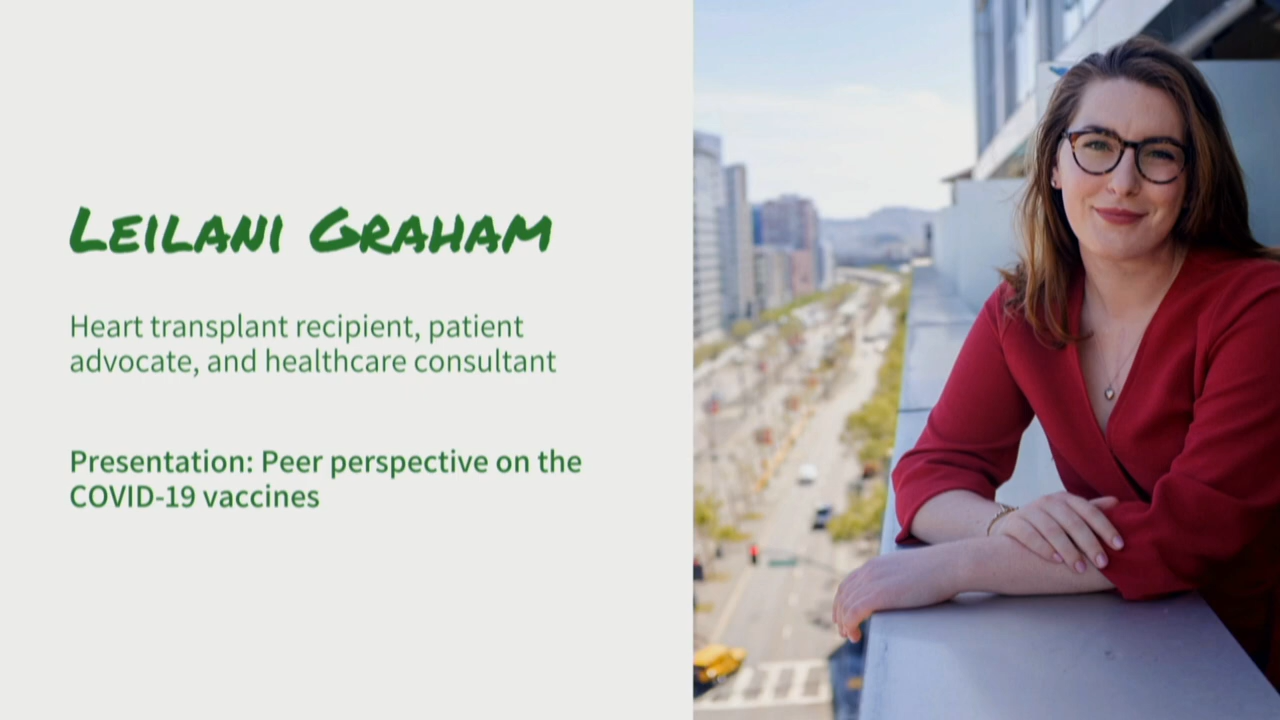 Leilani Graham
Heart transplant recipient, patient
advocate, and healthcare consultant
Presentation: Peer perspective on the
COVID-19 vaccines